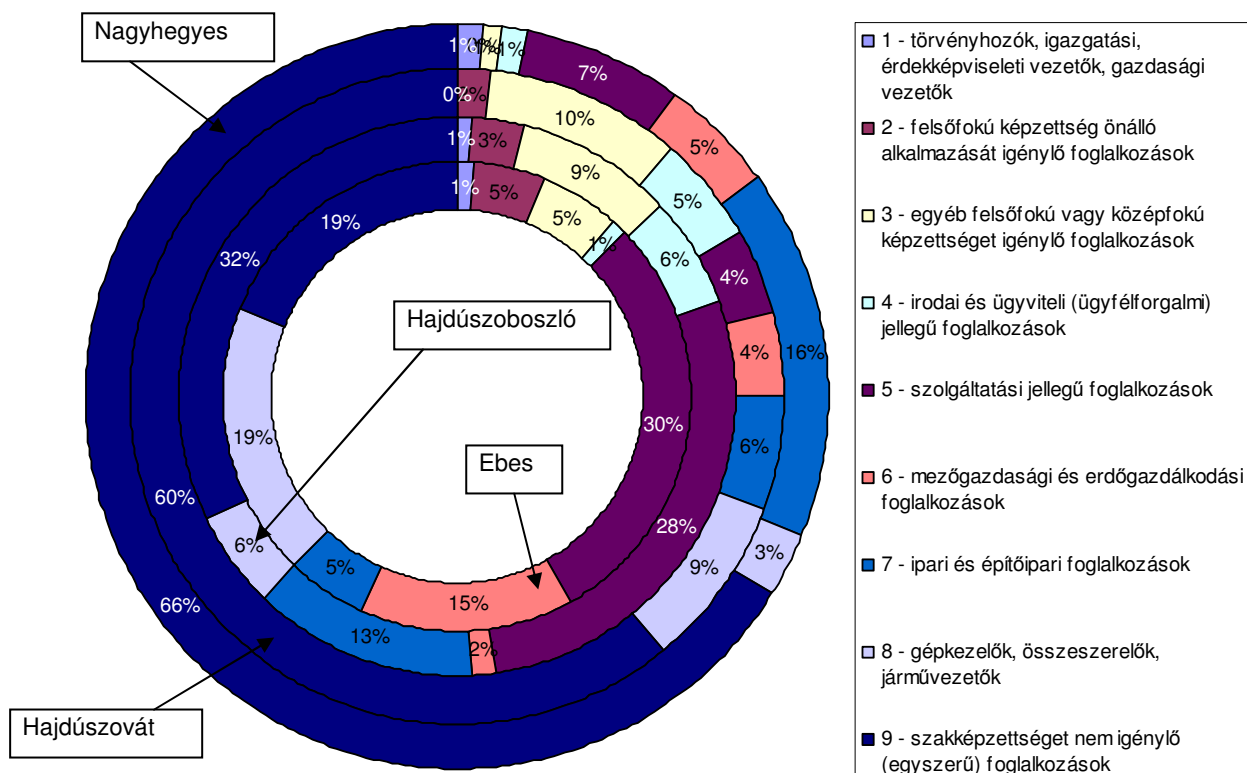 Nagyhegyes
1% 1% 1%
7%
5%
16%
3%
66%
0%
10%
5%
4%
4%
6%
9%
60%
1% 3%
9%
6%
28%
2%
13%
6%
32%
1% 5%
5%
1%
30%
15%
5%
19%
19%
Hajdúszoboszló
Ebes
Hajdúszovát
1 - törvényhozók, igazgatási,
érdekképviseleti vezetők, gazdasági
vezetők
2 - felsőfokú képzettség önálló
alkalmazását igénylő foglalkozások
3 - egyéb felsőfokú vagy középfokú
képzettséget igénylő foglalkozások
4 - irodai és ügyviteli (ügyfélforgalmi)
jellegű foglalkozások
5 - szolgáltatási jellegű foglalkozások
6 - mezőgazdasági és erdőgazdálkodási
foglalkozások
7 - ipari és építőipari foglalkozások
8 - gépkezelők, összeszerelők,
járművezetők
9 - szakképzettséget nem igénylő
(egyszerű) foglalkozások